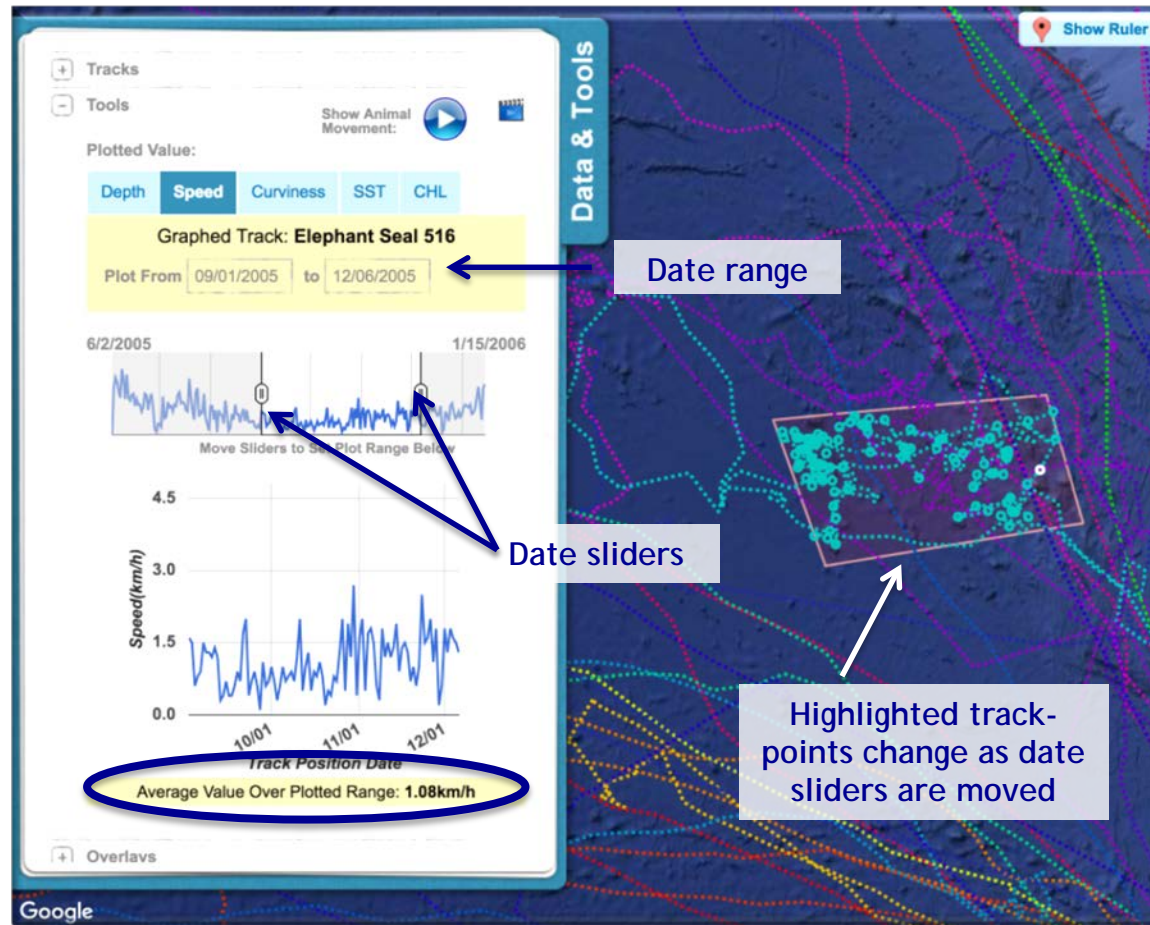 Show Ruler
Data & Tools
+ Tracks
- Tools
Show Animal
Movement:
Plotted Value:
Depth Speed Curviness SST CHL
Graphed Track: Elephant Seal 516
Plot From 09/01/2005 to 12/06/2005
Date range
6/2/2005 1/15/2006
Move Sliders to Set Plot Range Below
Date sliders
4.5
3.0
1.5
0.0
Speed(km/h)
10/01 11/01 12/01
Track Position Date
Average Value Over Plotted Range: 1.08km/h
Highlighted track-
points change as date
sliders are moved
+ Overlays
Google